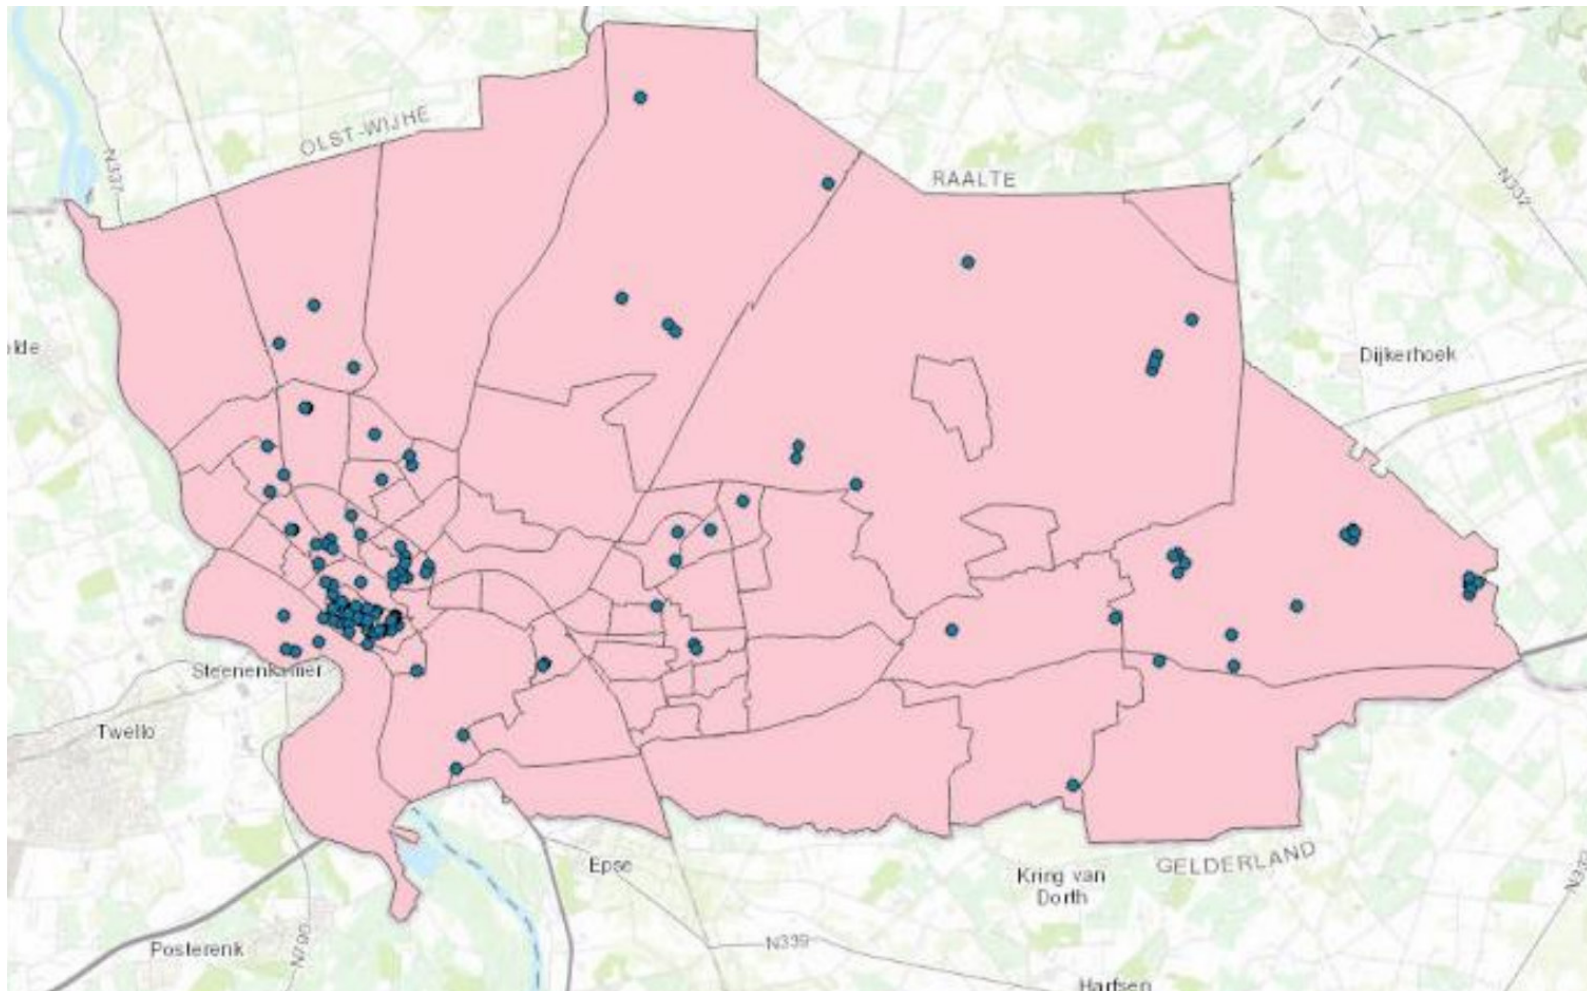 OLST-WIJHE
N337
RAALTE
N332
Dijkerhoek
Steenenkamer
Twello
Epse
Kring van
Dorth
GELDERLAND
N339
Posterenk
N790
Harfsen